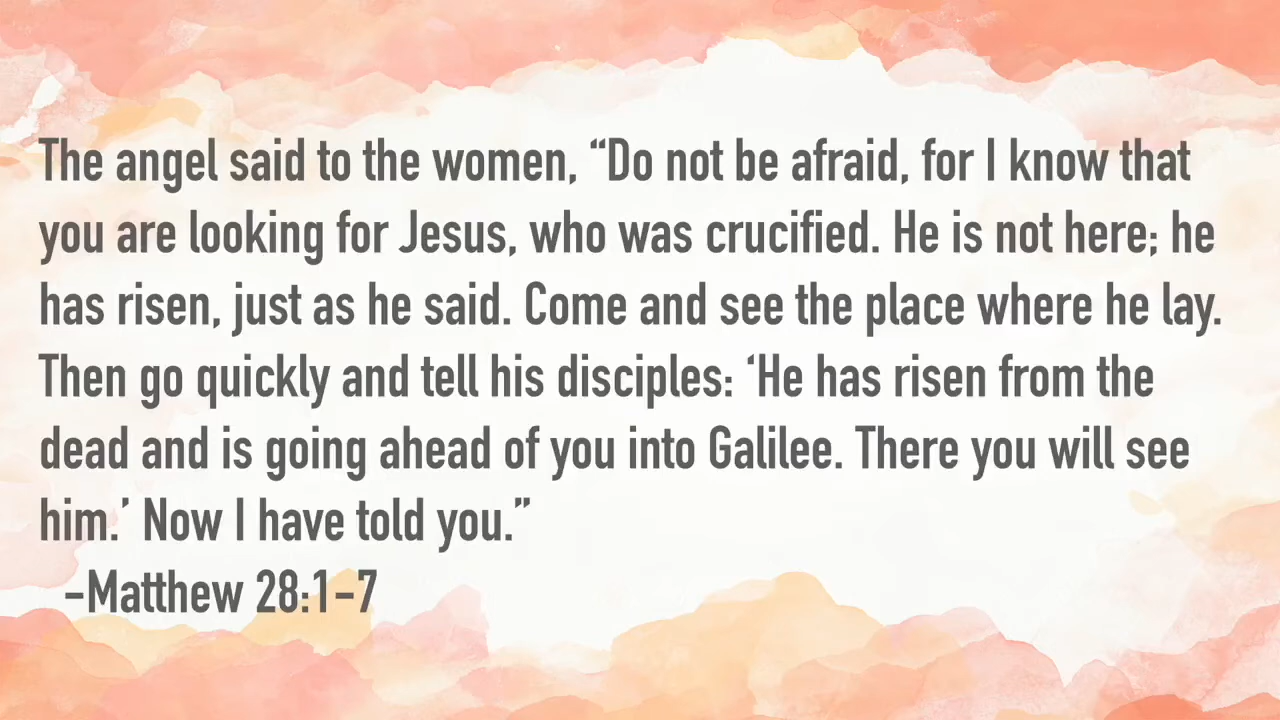 The angel said to the women, “Do not be afraid, for I know that
you are looking for Jesus, who was crucified. He is not here; he
has risen, just as he said. Come and see the place where he lay.
Then go quickly and tell his disciples: ‘He has risen from the
dead and is going ahead of you into Galilee. There you will see
him.’ Now I have told you.”
–Matthew 28:1–7